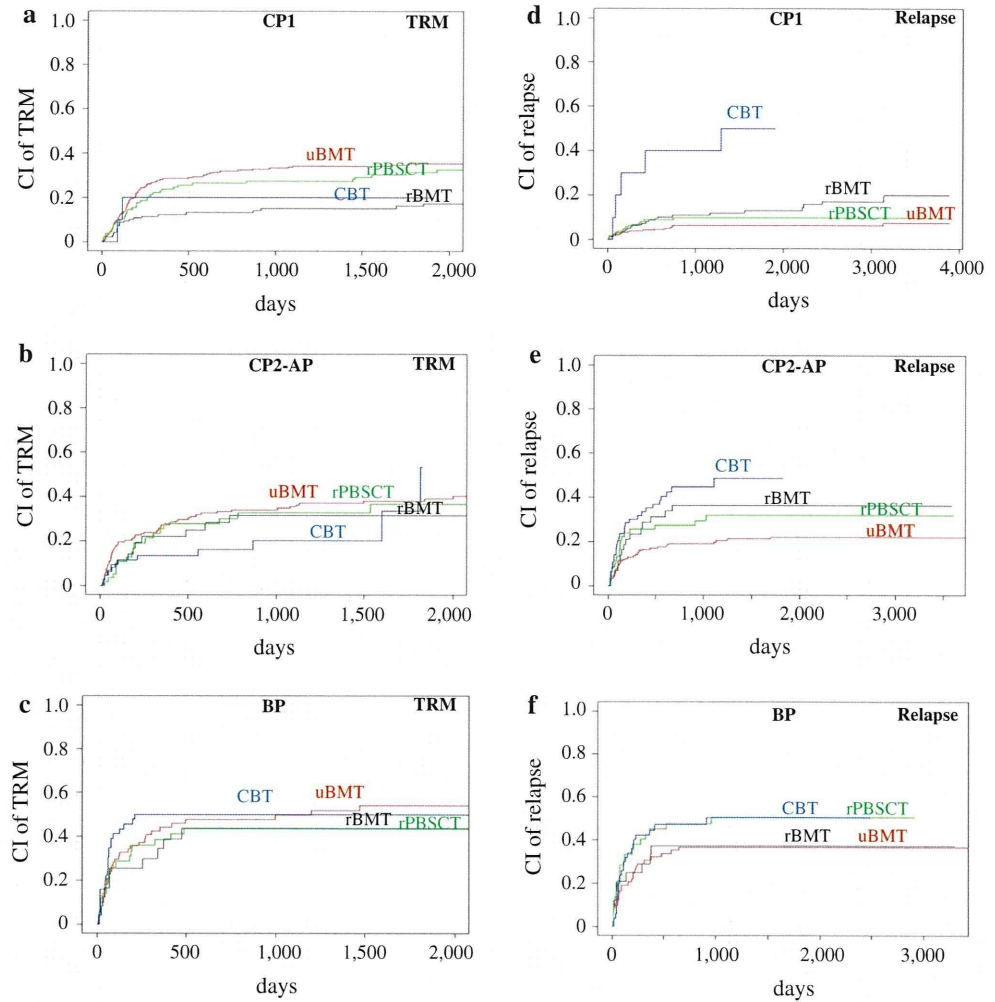 a
CP1
TRM
1.0
0.8
0.6
0.4
0.2
0
CI of TRM
uBMT
rPBSCT
CBT
rBMT
0
500
1,000
1,500
2,000
days
d
CP1
Relapse
1.0
0.8
0.6
0.4
0.2
0
CI of relapse
CBT
rBMT
rPBSCT
uBMT
0
1,000
2,000
3,000
4,000
days
b
CP2-AP
TRM
1.0
0.8
0.6
0.4
0.2
0
CI of TRM
uBMT
rPBSCT
rBMT
CBT
0
500
1,000
1,500
2,000
days
e
CP2-AP
Relapse
1.0
0.8
0.6
0.4
0.2
0
CI of relapse
CBT
rBMT
rPBSCT
uBMT
0
1,000
2,000
3,000
days
c
BP
TRM
1.0
0.8
0.6
0.4
0.2
0
CI of TRM
CBT
uBMT
rBMT
rPBSCT
0
500
1,000
1,500
2,000
days
f
BP
Relapse
1.0
0.8
0.6
0.4
0.2
0
CI of relapse
CBT
rPBSCT
rBMT
uBMT
0
1,000
2,000
3,000
days